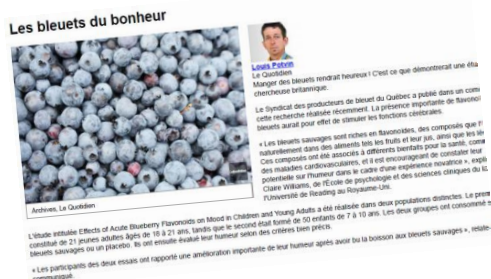 Les bleuets du bonheur
Louis Potvin
Le Quotidien
Manger des bleuets rendrait heureux! C'est ce que démontrerait une étu
chercheuse britannique.
Le Syndicat des producteurs de bleuet du Québec a publié dans un com
cette recherche réalisée récemment. La présence importante de flavono
bleuets aurait pour effet de stimuler les fonctions cérébrales.
« Les bleuets sauvages sont riches en flavonoïdes, des composés que l'
naturellement dans des aliments tels les fruits et leur jus, ainsi que les lé
Ces composés ont été associés à différents bienfaits pour la santé, com
des maladies cardiovasculaires, et il est encourageant de constater leur
potentielle sur l'humeur dans le cadre d'une expérience novatrice », expli
Claire Williams, de l'École de psychologie et des sciences cliniques du
l'Université de Reading au Royaume-Uni.
Archives, Le Quotidien
L'étude intitulée Effects of Acute Blueberry Flavonoids on Mood in Children and Young Adults a été réalisée dans deux populations distinctes. Le prem
constitué de 21 jeunes adultes âgés de 18 à 21 ans, tandis que le second était formé de 50 enfants de 7 à 10 ans. Les deux groupes ont consommé s
bleuets sauvages ou un placebo. Ils ont ensuite évalué leur humeur selon des critères bien précis.
« Les participants des deux essais ont rapporté une amélioration importante de leur humeur après avoir bu la boisson aux bleuets sauvages », relate-
communiqué.